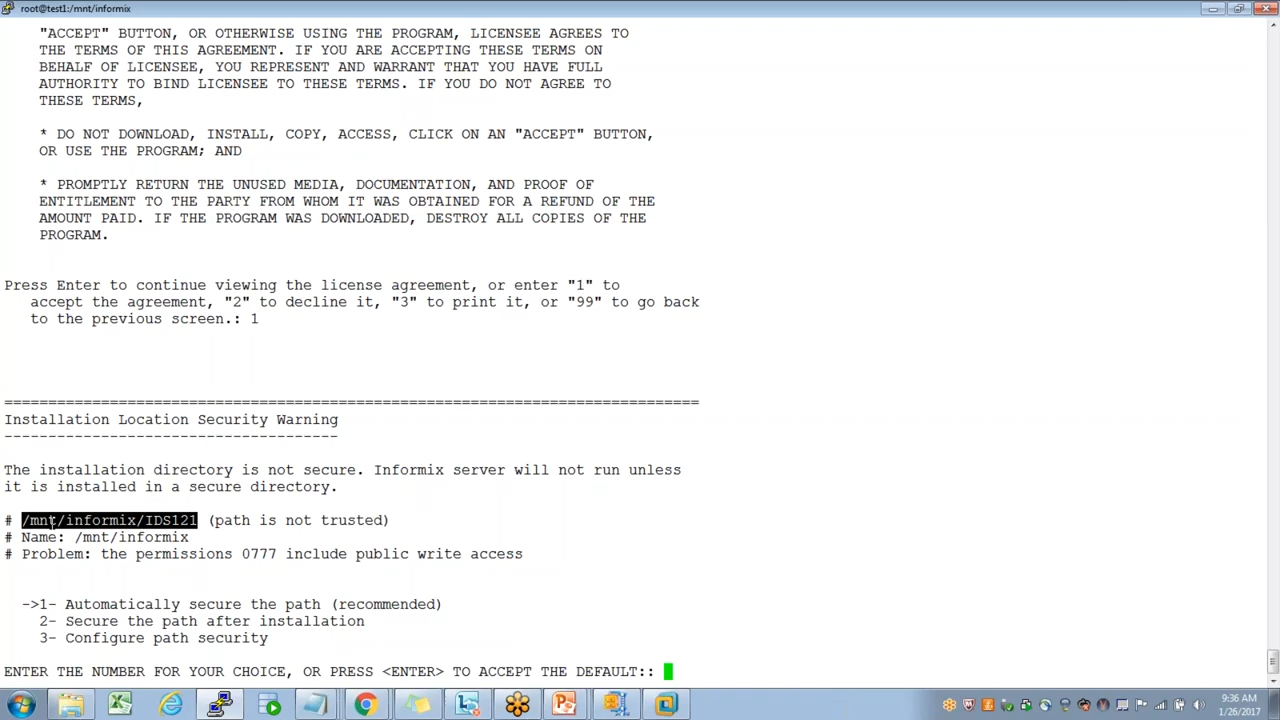 root@test1:/mnt/informix
"ACCEPT" BUTTON, OR OTHERWISE USING THE PROGRAM, LICENSEE AGREES TO
THE TERMS OF THIS AGREEMENT. IF YOU ARE ACCEPTING THESE TERMS ON
BEHALF OF LICENSEE, YOU REPRESENT AND WARRANT THAT YOU HAVE FULL
AUTHORITY TO BIND LICENSEE TO THESE TERMS. IF YOU DO NOT AGREE TO
THESE TERMS,
* DO NOT DOWNLOAD, INSTALL, COPY, ACCESS, CLICK ON AN "ACCEPT" BUTTON,
OR USE THE PROGRAM; AND
* PROMPTLY RETURN THE UNUSED MEDIA, DOCUMENTATION, AND PROOF OF
ENTITLEMENT TO THE PARTY FROM WHOM IT WAS OBTAINED FOR A REFUND OF THE
AMOUNT PAID. IF THE PROGRAM WAS DOWNLOADED, DESTROY ALL COPIES OF THE
PROGRAM.
Press Enter to continue viewing the license agreement, or enter "1" to
accept the agreement, "2" to decline it, "3" to print it, or "99" to go back
to the previous screen.: 1
===============================================================================
Installation Location Security Warning
--------------------------------------
The installation directory is not secure. Informix server will not run unless
it is installed in a secure directory.
# /mnt/informix/IDS121 (path is not trusted)
# Name: /mnt/informix
# Problem: the permissions 0777 include public write access
->1- Automatically secure the path (recommended)
2- Secure the path after installation
3- Configure path security
ENTER THE NUMBER FOR YOUR CHOICE, OR PRESS <ENTER> TO ACCEPT THE DEFAULT::
9:36 AM
1/26/2017